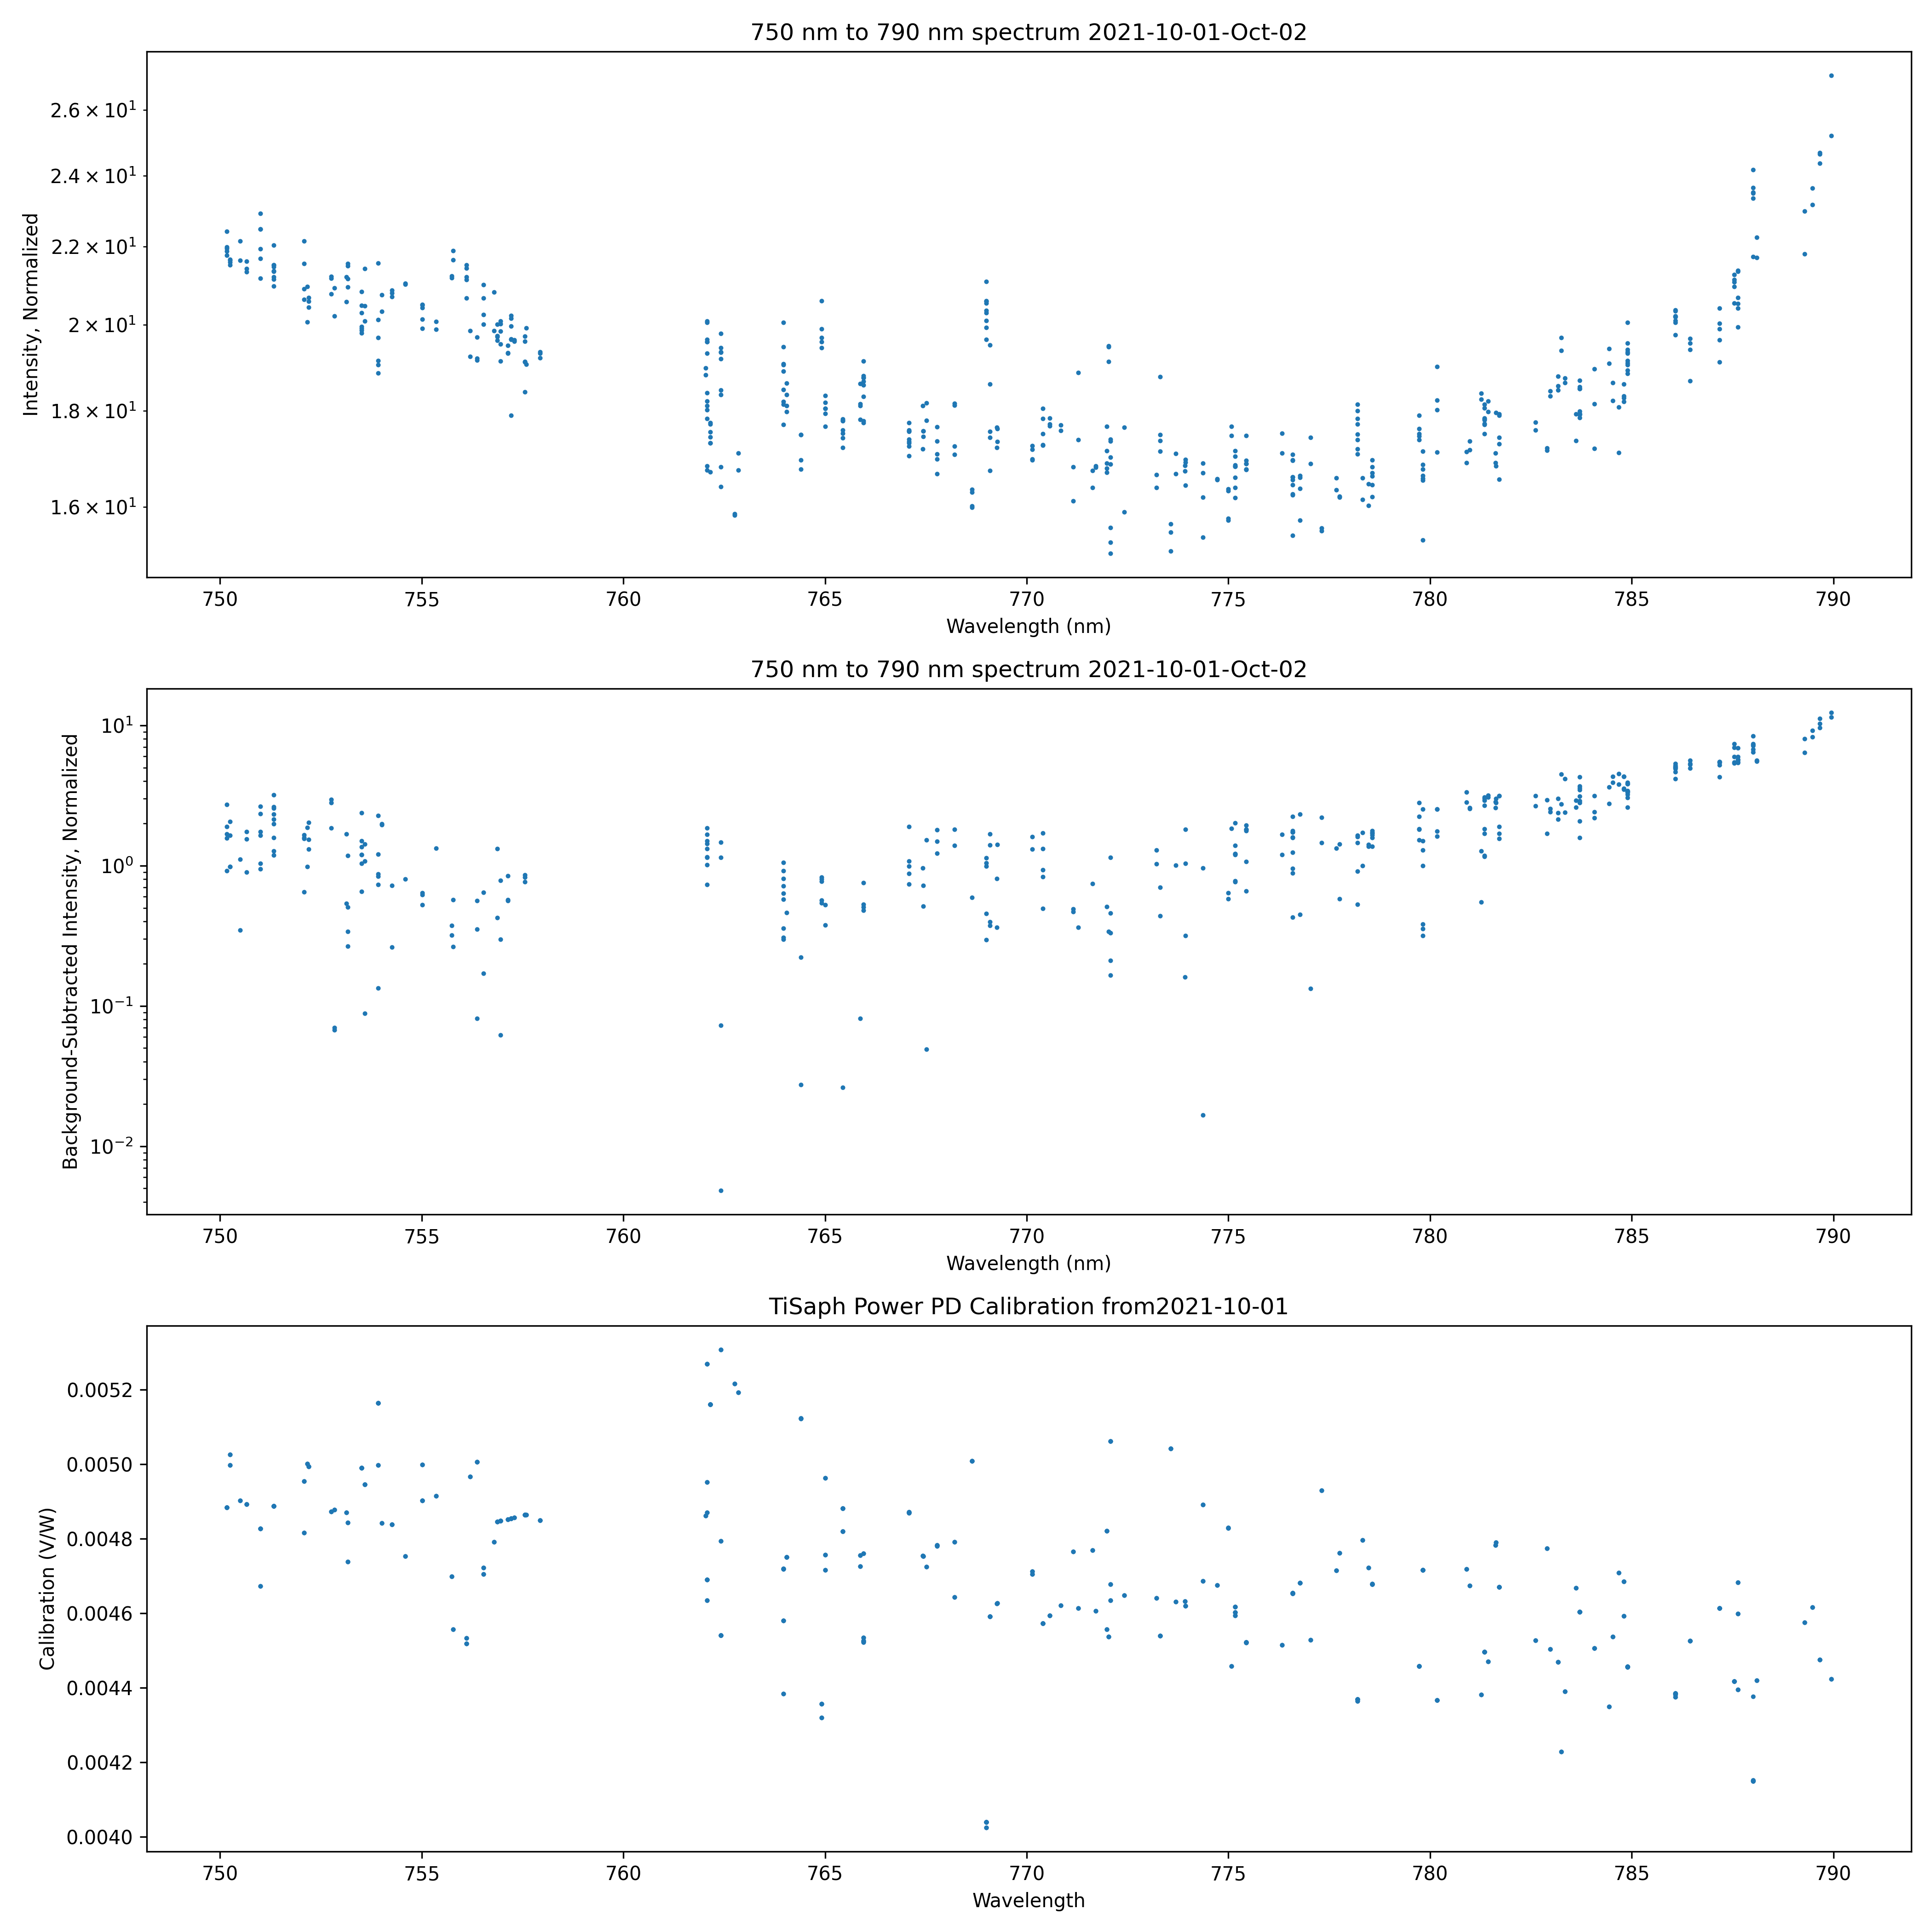 750 nm to 790 nm spectrum 2021-10-01-Oct-02
Intensity, Normalized
2.6 × 10¹
2.4 × 10¹
2.2 × 10¹
2 × 10¹
1.8 × 10¹
1.6 × 10¹
750 755 760 765 770 775 780 785 790
Wavelength (nm)
750 nm to 790 nm spectrum 2021-10-01-Oct-02
Background-Subtracted Intensity, Normalized
10¹
10⁰
10⁻¹
10⁻²
750 755 760 765 770 775 780 785 790
Wavelength (nm)
TiSaph Power PD Calibration from2021-10-01
Calibration (V/W)
0.0052
0.0050
0.0048
0.0046
0.0044
0.0042
0.0040
750 755 760 765 770 775 780 785 790
Wavelength